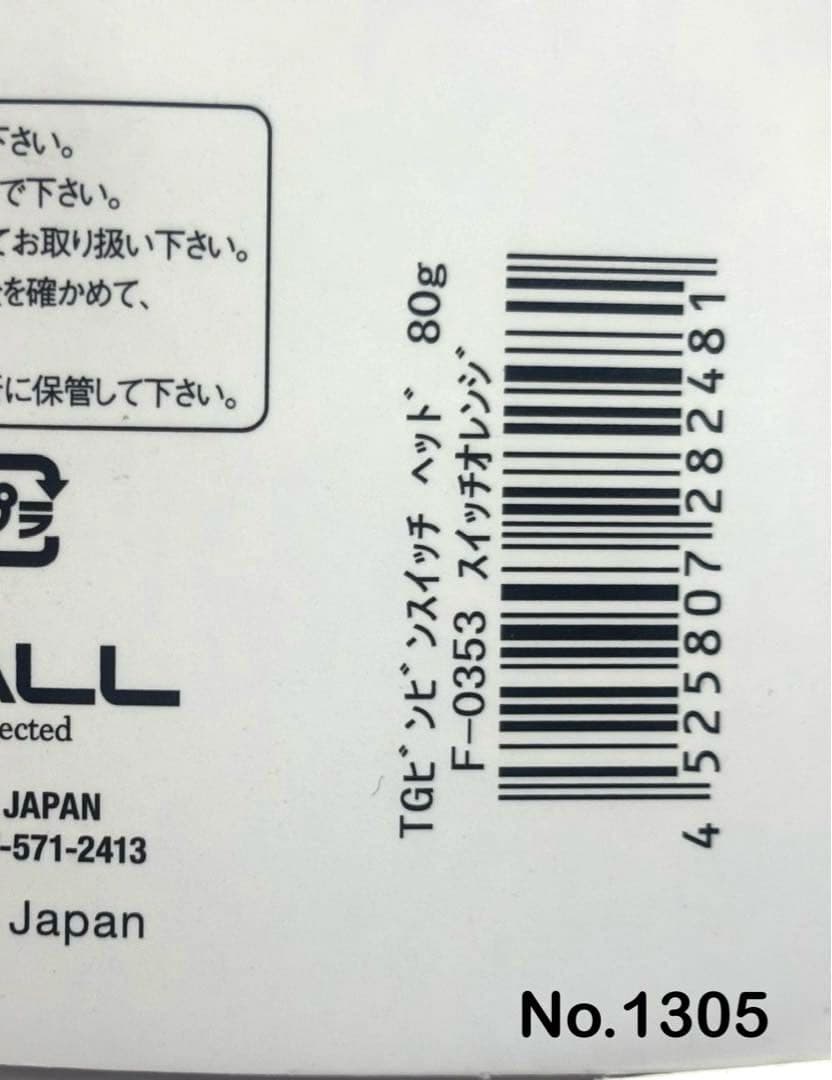 下さい。
で下さい。
てお取り扱い下さい。
を確かめて、
に保管して下さい。
プラ
ALL
ected
JAPAN
-571-2413
Japan
TGﾋﾞﾝﾋﾞﾝｽｲｯﾁ ﾍｯﾄﾞ 80g
F-0353 ｽｲｯﾁｵﾚﾝｼﾞ
4 525807 282481
No.1305